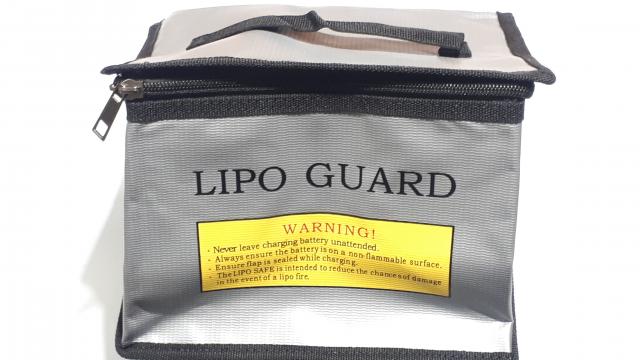 LIPO GUARD
WARNING!
- Never leave charging battery unattended.
- Always ensure the battery is on a non-flammable surface.
- Ensure flap is sealed while charging.
- The LIPO SAFE is intended to reduce the chances of damage
in the event of a lipo fire.